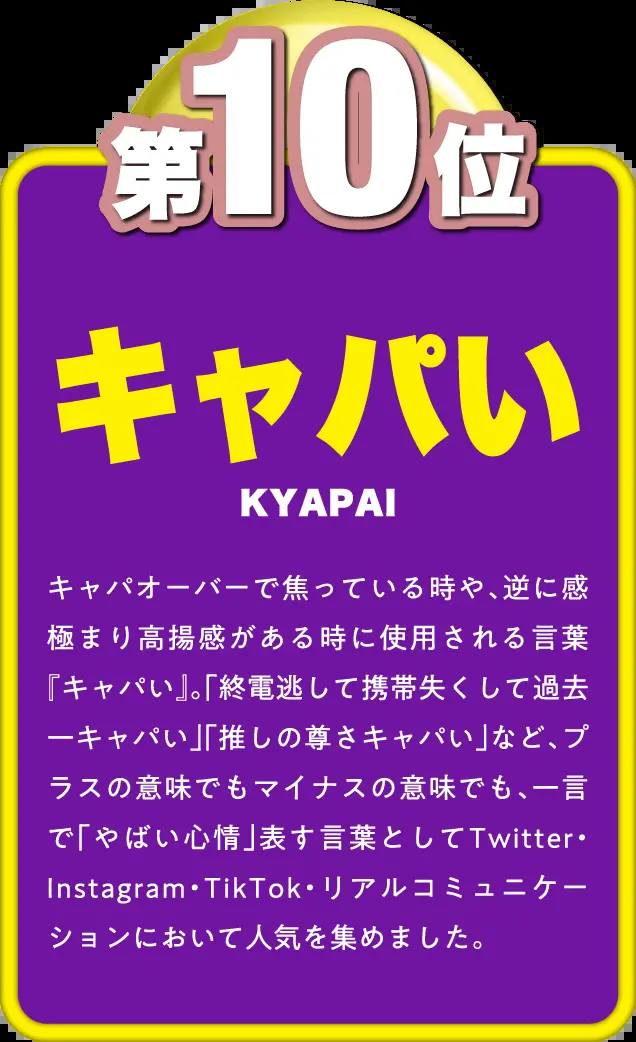 第10位
キャパい
KYAPAI
キャパオーバーで焦っている時や、逆に感
極まり高揚感がある時に使用される言葉
『キャパい』。「終電逃して携帯失くして過去
一キャパい」「推しの尊さキャパい」など、プ
ラスの意味でもマイナスの意味でも、一言
で「やばい心情」表す言葉としてTwitter・
Instagram・TikTok・リアルコミュニケー
ションにおいて人気を集めました。